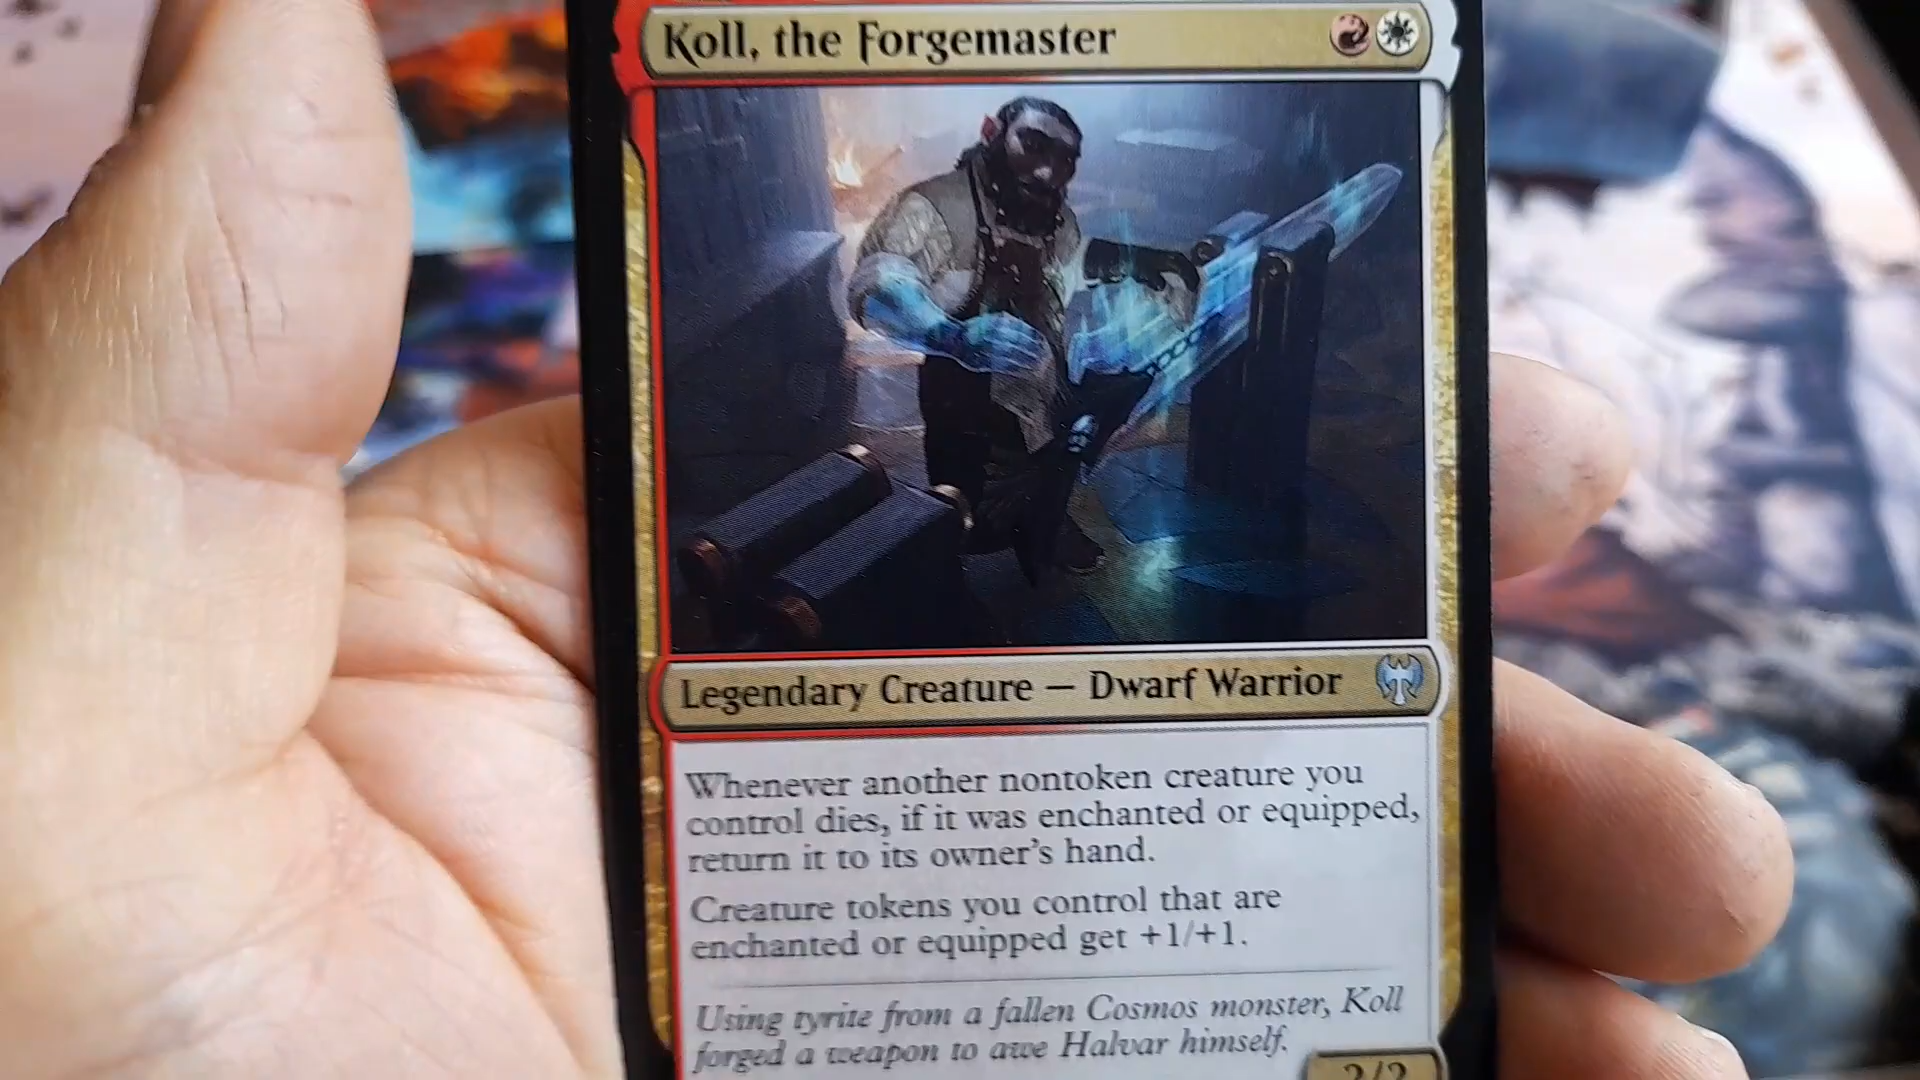 Koll, the Forgemaster
Legendary Creature — Dwarf Warrior
Whenever another nontoken creature you
control dies, if it was enchanted or equipped,
return it to its owner's hand.
Creature tokens you control that are
enchanted or equipped get +1/+1.
Using tyrite from a fallen Cosmos monster, Koll
forged a weapon to awe Halvar himself.
2/2